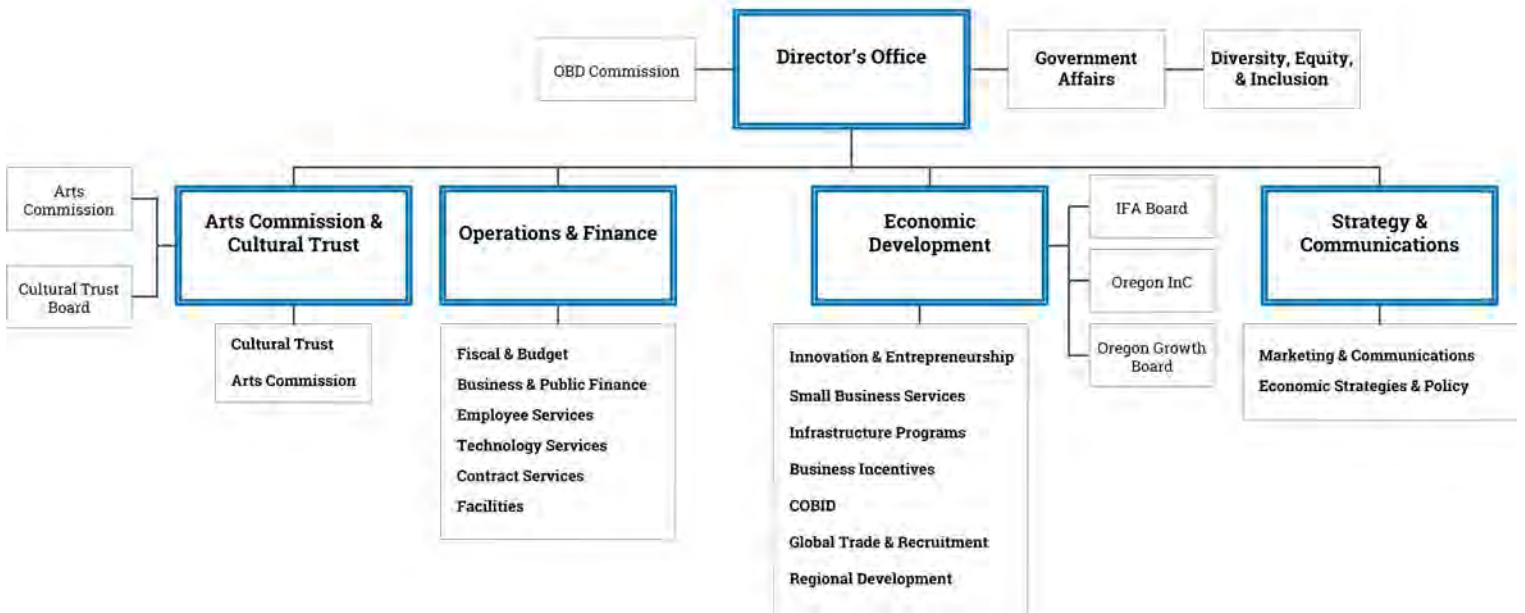 OBD Commission
Director's Office
Government
Affairs
Diversity, Equity,
& Inclusion
Arts
Commission
Cultural Trust
Board
Arts Commission &
Cultural Trust
Cultural Trust
Arts Commission
Operations & Finance
Fiscal & Budget
Business & Public Finance
Employee Services
Technology Services
Contract Services
Facilities
Economic
Development
IFA Board
Oregon InC
Oregon Growth
Board
Innovation & Entrepreneurship
Small Business Services
Infrastructure Programs
Business Incentives
COBID
Global Trade & Recruitment
Regional Development
Strategy &
Communications
Marketing & Communications
Economic Strategies & Policy